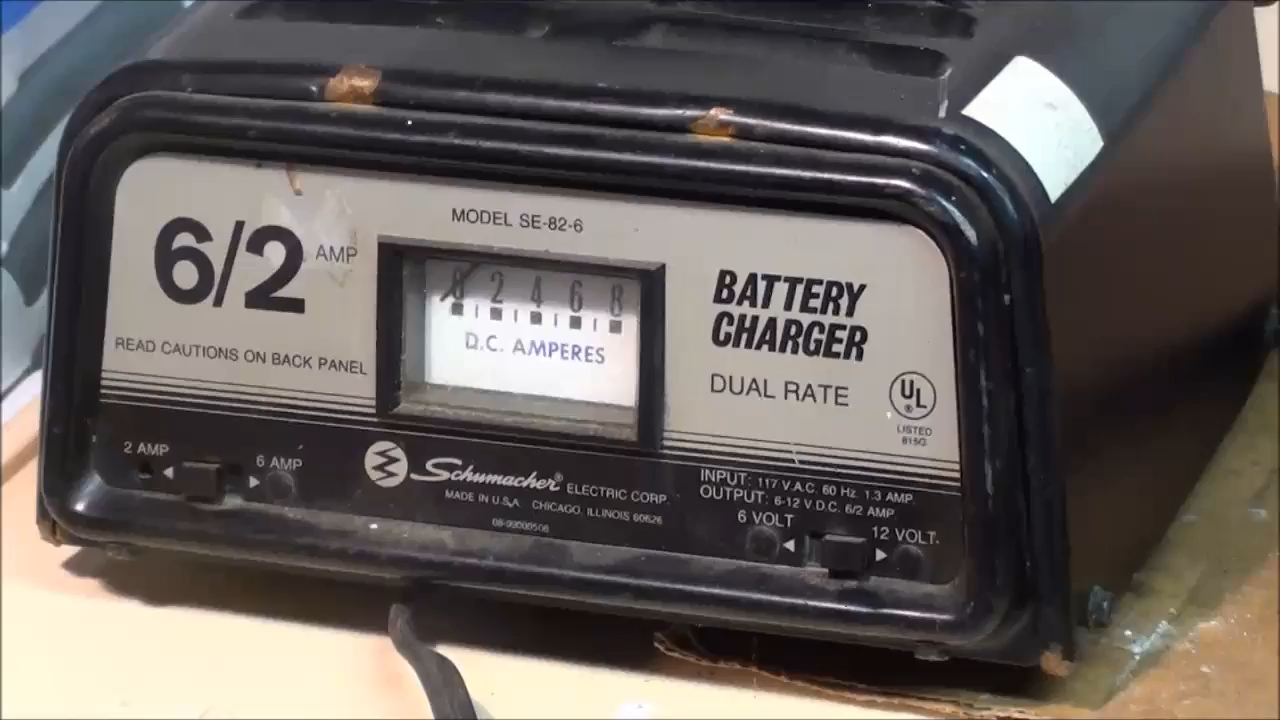 MODEL SE-82-6
6/2 AMP
READ CAUTIONS ON BACK PANEL
0 2 4 6 8
D.C. AMPERES
BATTERY
CHARGER
DUAL RATE
UL
®
LISTED
815G
2 AMP
6 AMP
Schumacher® ELECTRIC CORP.
MADE IN U.S.A. CHICAGO, ILLINOIS 60626
INPUT: 117 V.A.C. 60 Hz. 1.3 AMP.
OUTPUT: 6-12 V.D.C. 6/2 AMP.
6 VOLT
12 VOLT.